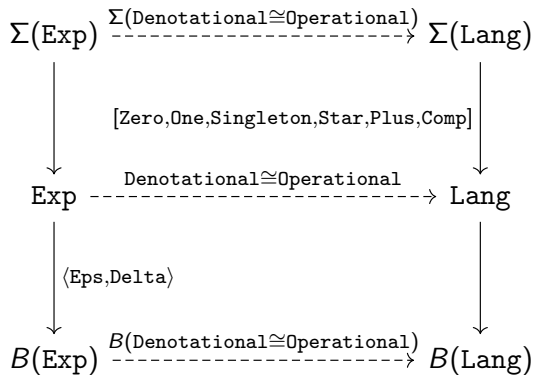 Σ(Denotational≅Operational)
Σ(Exp) Σ(Lang)
[Zero,One,Singleton,Star,Plus,Comp]
Denotational≅Operational
Exp Lang
⟨Eps,Delta⟩
B(Denotational≅Operational)
B(Exp) B(Lang)